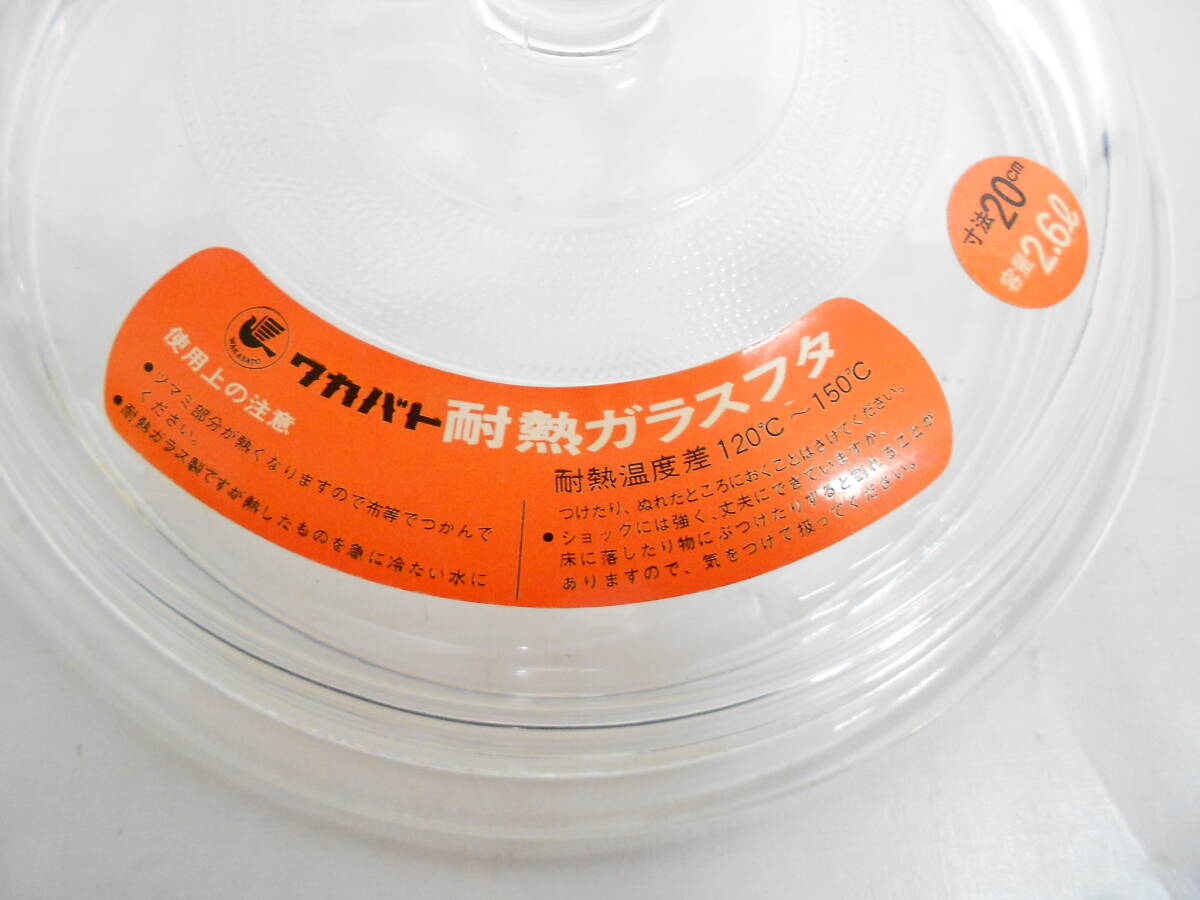 WAKABATO
ワカバト耐熱ガラスフタ
使用上の注意
●ツマミ部分が熱くなりますので布等でつかんで
ください。
●耐熱ガラス製ですが熱したものを急に冷たい水に
耐熱温度差 120℃～150℃
つけたり、ぬれたところにおくことはさけてください。
●ショックには強く、丈夫にできていますが、
床に落したり物にぶつけたりすると割れることが
ありますので、気をつけて扱ってください。
寸法20cm
容量2.6ℓ